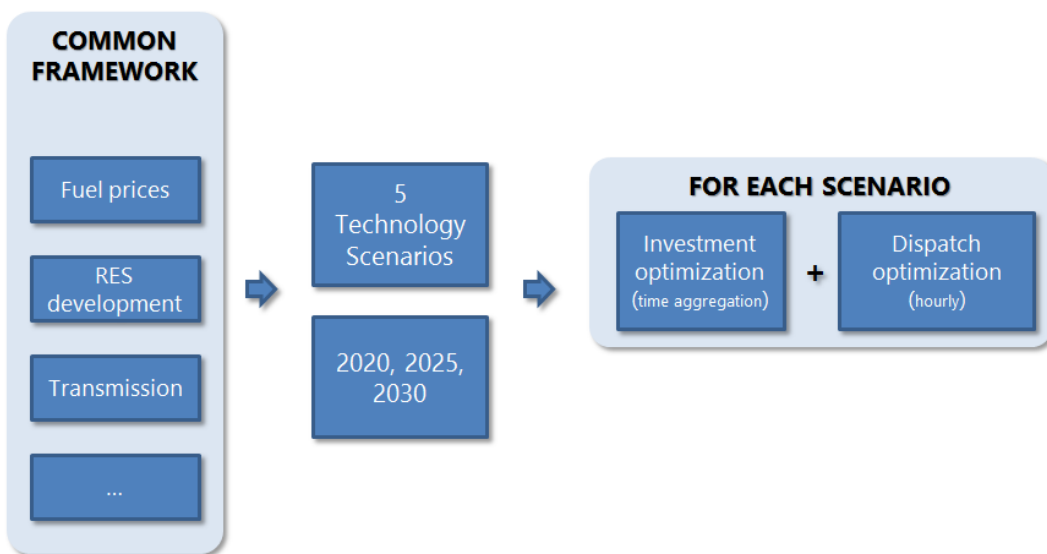 COMMON
FRAMEWORK
Fuel prices
RES
development
Transmission
...
5
Technology
Scenarios
2020, 2025,
2030
FOR EACH SCENARIO
Investment
optimization
(time aggregation)
+
Dispatch
optimization
(hourly)